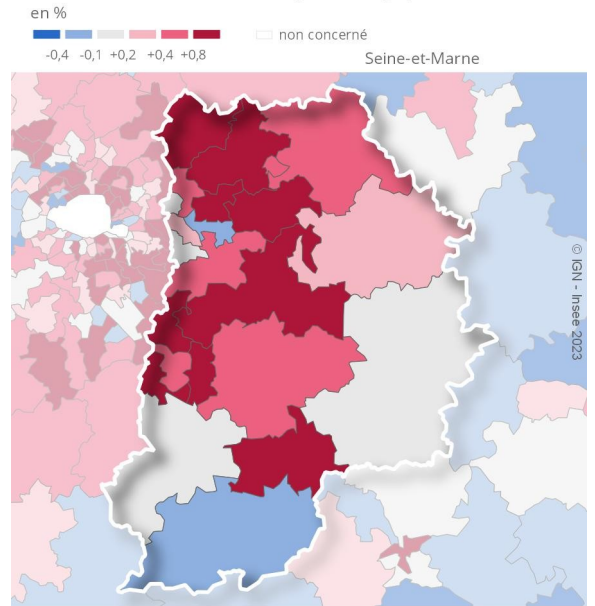 en %
non concerné
-0,4 -0,1 +0,2 +0,4 +0,8
Seine-et-Marne
© IGN - Insee 2023